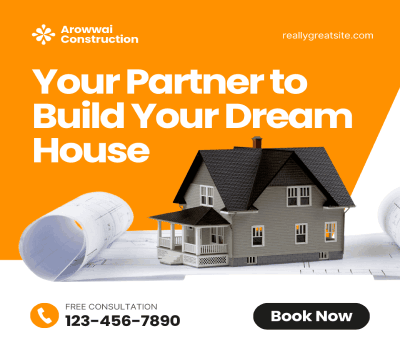 Arowwai
Construction
reallygreatsite.com
Your Partner to
Build Your Dream
House
FREE CONSULTATION
123-456-7890
Book Now